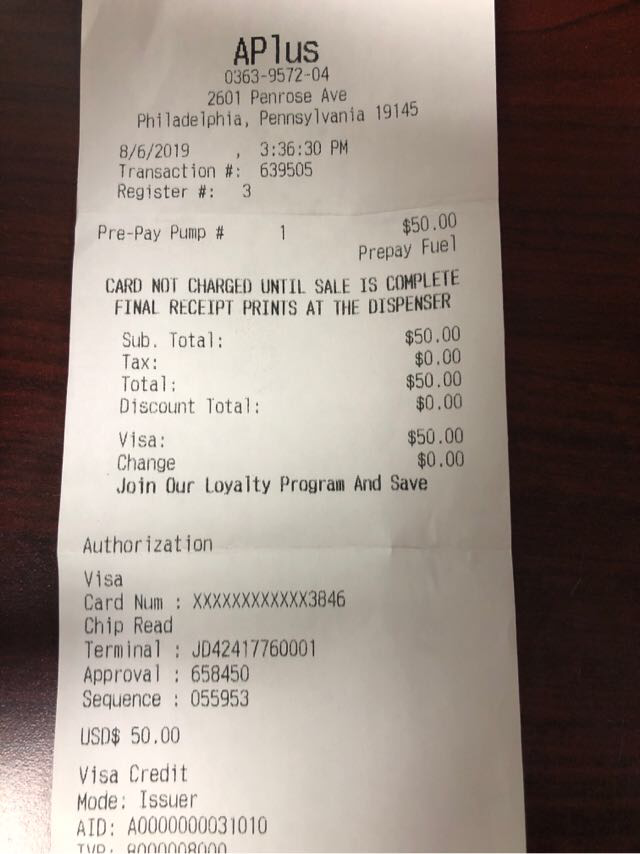 APlus
0363-9572-04
2601 Penrose Ave
Philadelphia, Pennsylvania 19145
8/6/2019 , 3:36:30 PM
Transaction #: 639505
Register #: 3
Pre-Pay Pump # 1 $50.00
Prepay Fuel
CARD NOT CHARGED UNTIL SALE IS COMPLETE
FINAL RECEIPT PRINTS AT THE DISPENSER
Sub. Total: $50.00
Tax: $0.00
Total: $50.00
Discount Total: $0.00
Visa: $50.00
Change $0.00
Join Our Loyalty Program And Save
Authorization
Visa
Card Num : XXXXXXXXXXXX3846
Chip Read
Terminal : JD42417760001
Approval : 658450
Sequence : 055953
USD$ 50.00
Visa Credit
Mode: Issuer
AID: A0000000031010
TVR: 8000008000